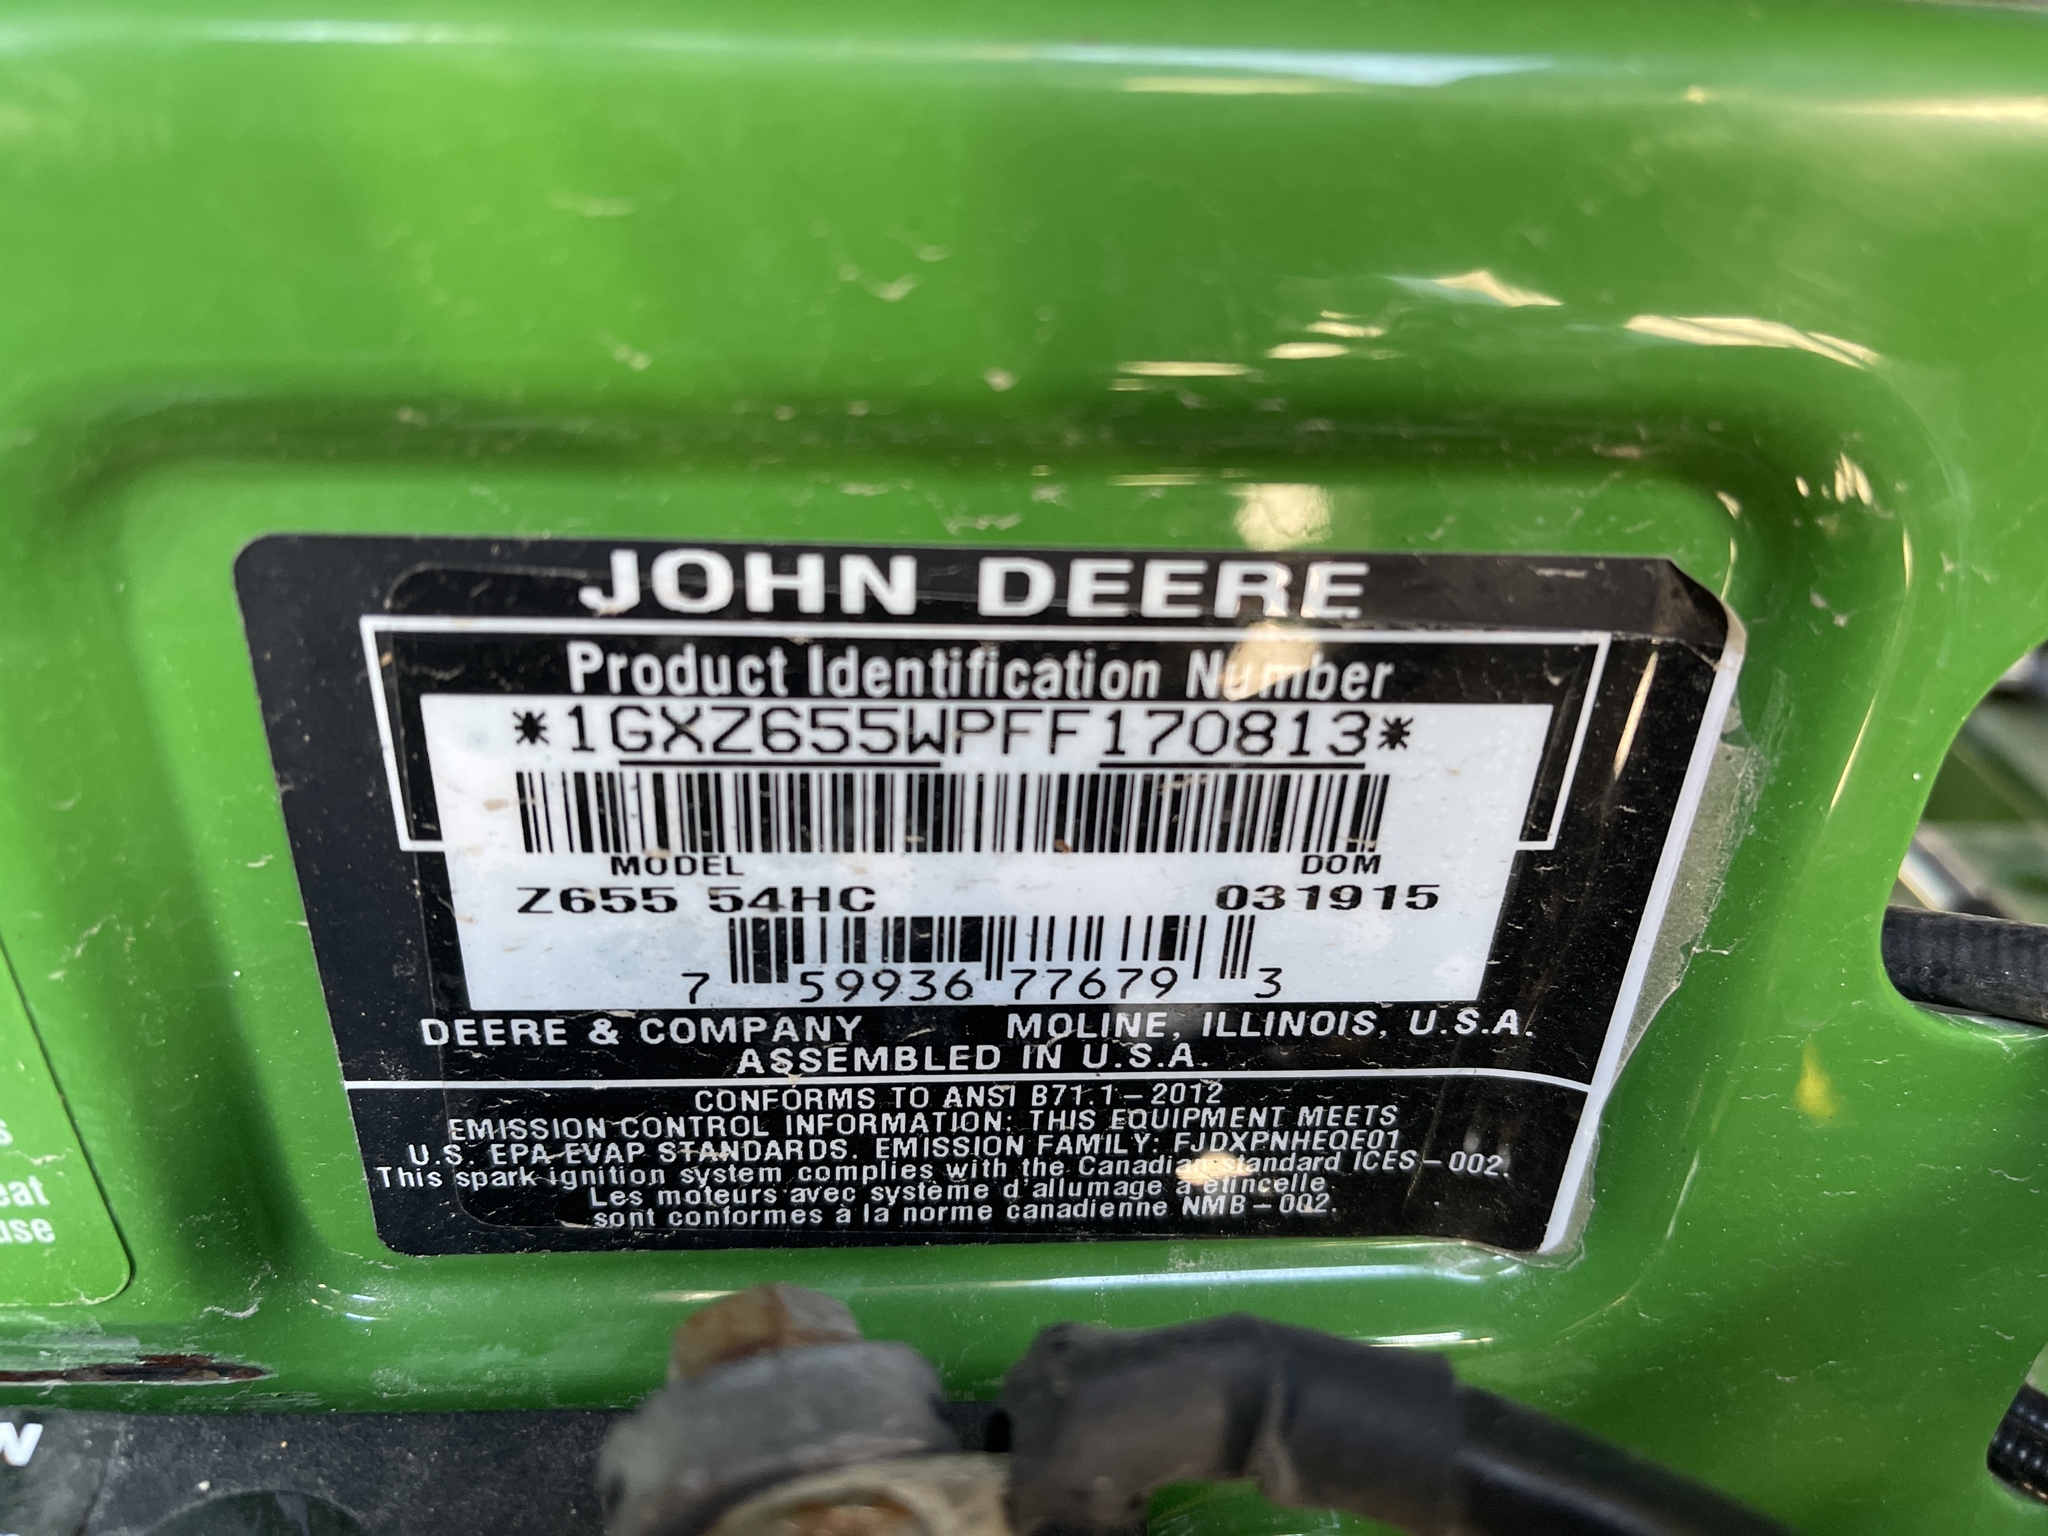 JOHN DEERE
Product Identification Number
*1GXZ655WPFF170813*
MODEL DOM
Z655 54HC 031915
7 59936 77679 3
DEERE & COMPANY MOLINE, ILLINOIS, U.S.A.
ASSEMBLED IN U.S.A.
CONFORMS TO ANSI B71.1-2012
EMISSION CONTROL INFORMATION: THIS EQUIPMENT MEETS
U.S. EPA EVAP STANDARDS. EMISSION FAMILY: FJDXPNHEQE01
This spark ignition system complies with the Canadian standard ICES-002.
Les moteurs avec système d'allumage à étincelle
sont conformes à la norme canadienne NMB-002.